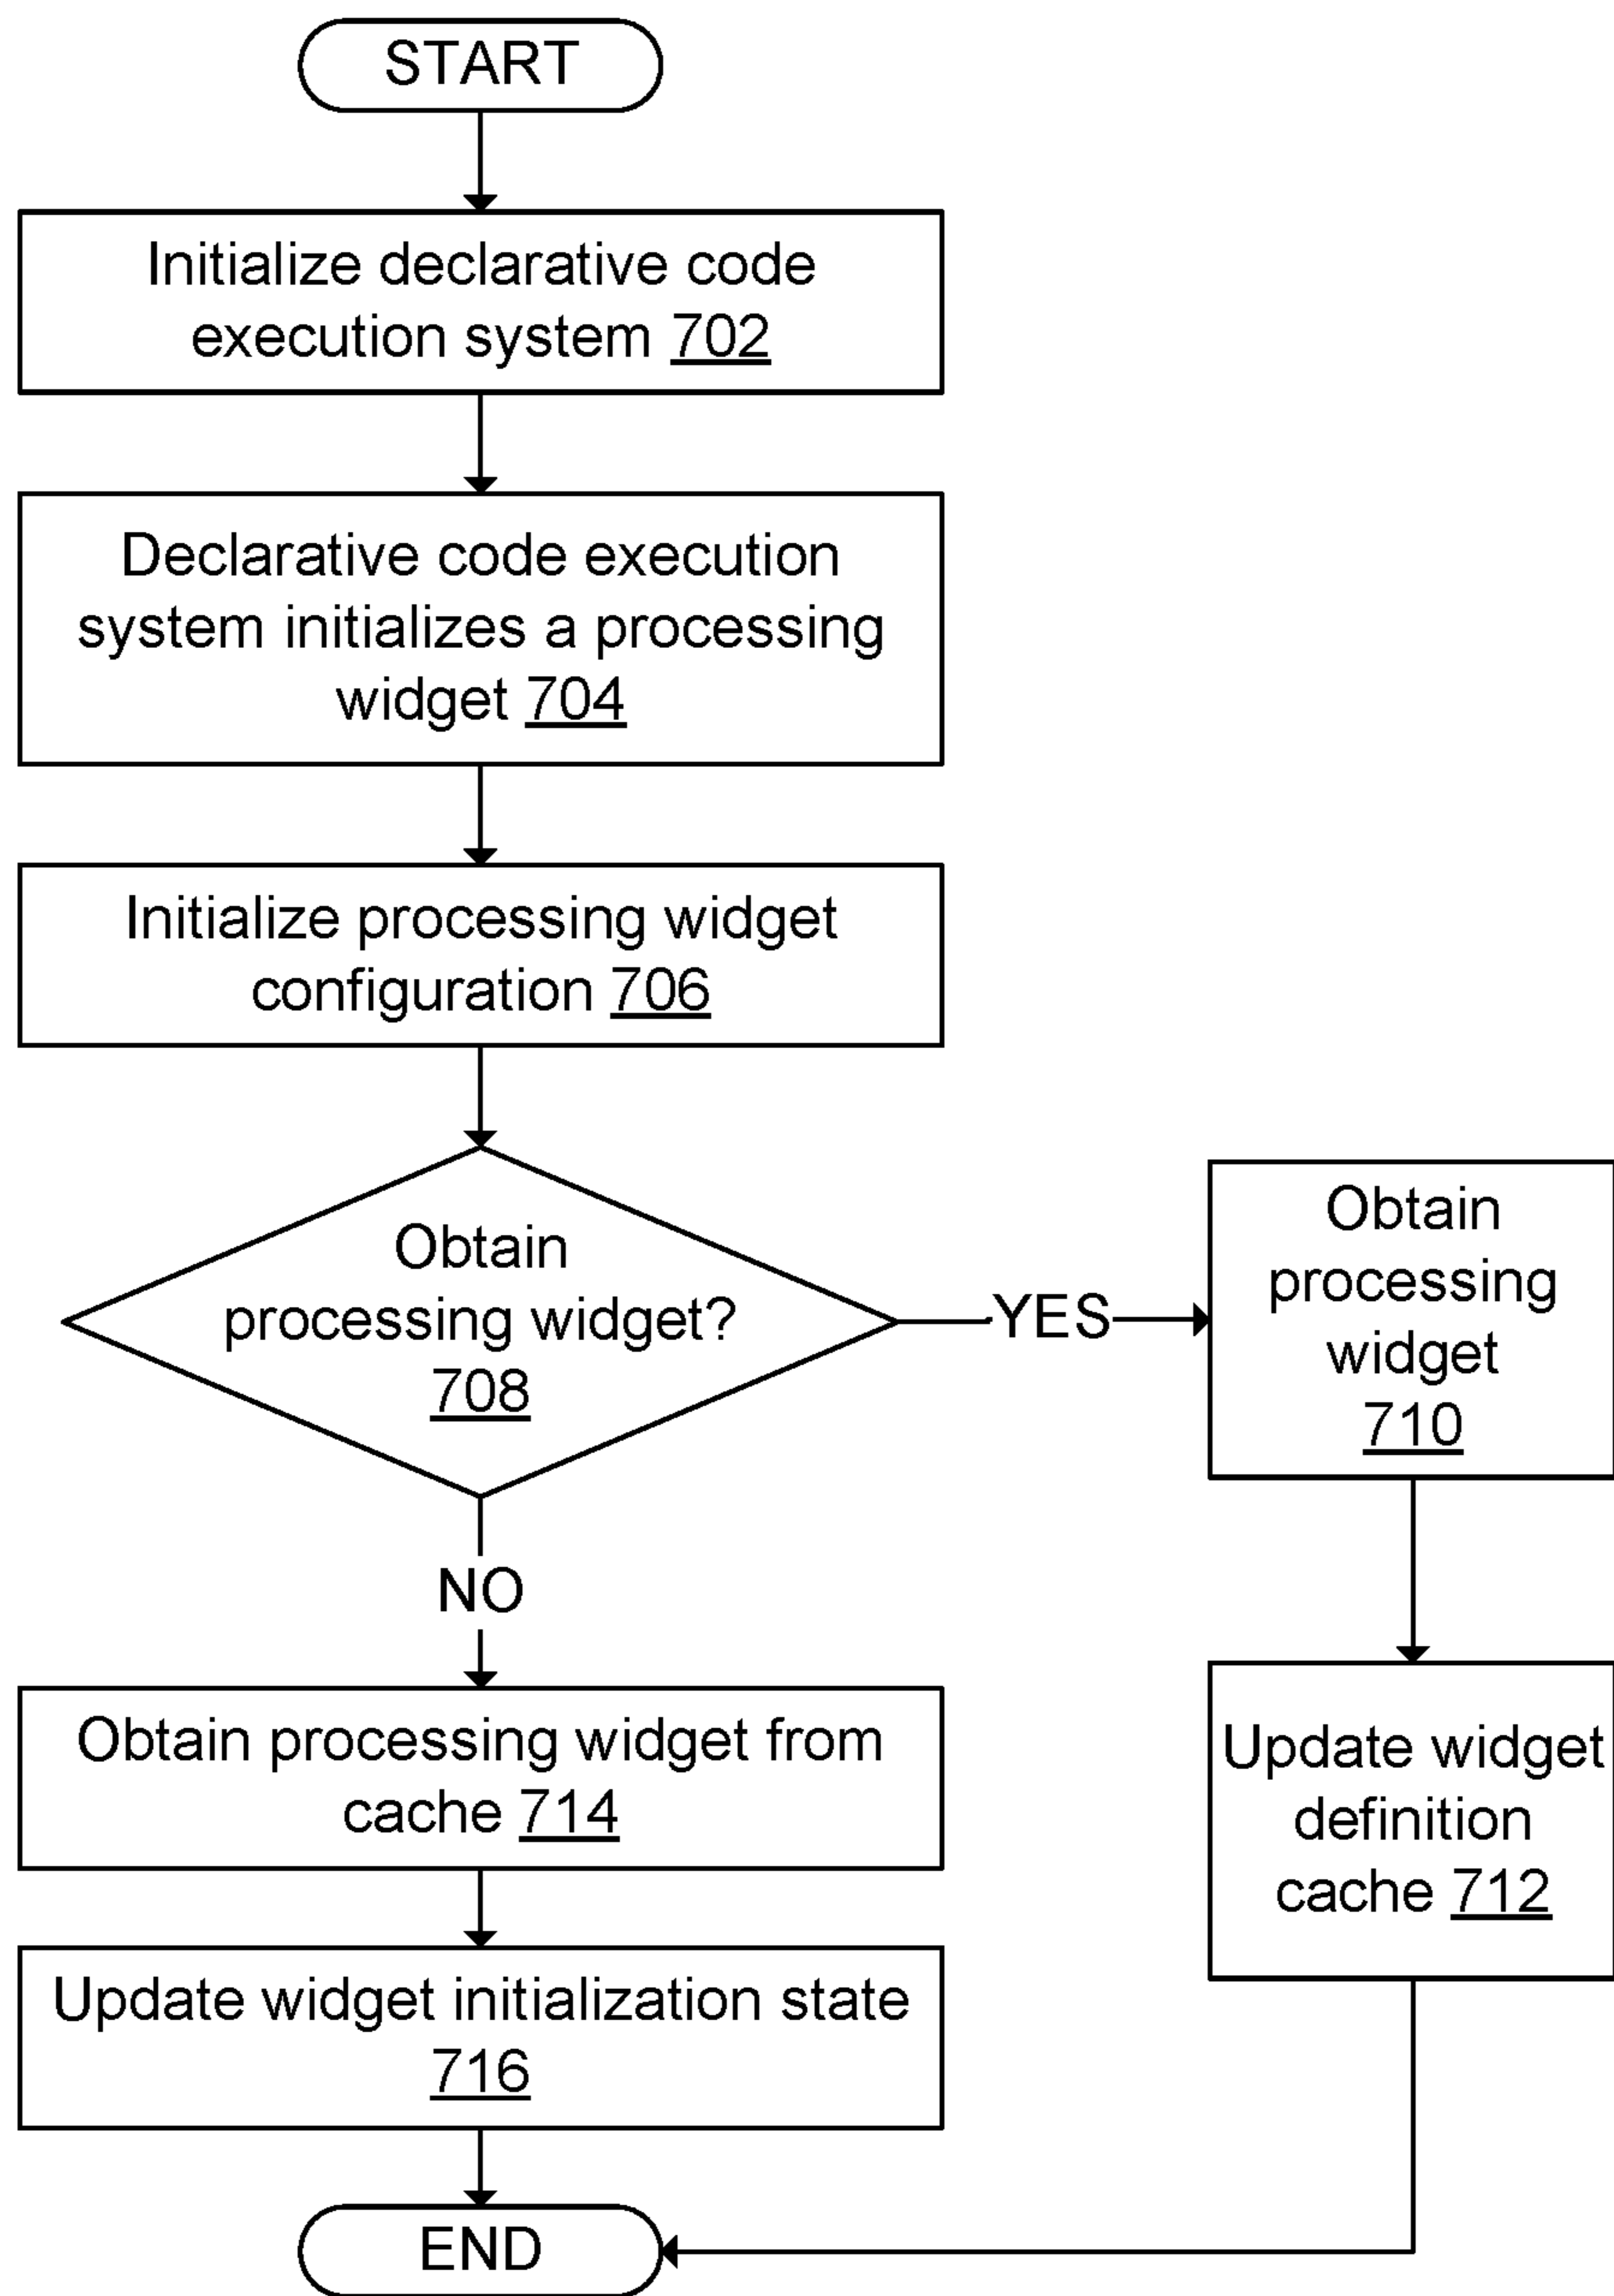 START
Initialize declarative code
execution system 702
Declarative code execution
system initializes a processing
widget 704
Initialize processing widget
configuration 706
Obtain
processing widget?
708
YES
Obtain
processing
widget
710
NO
Obtain processing widget from
cache 714
Update widget
definition
cache 712
Update widget initialization state
716
END